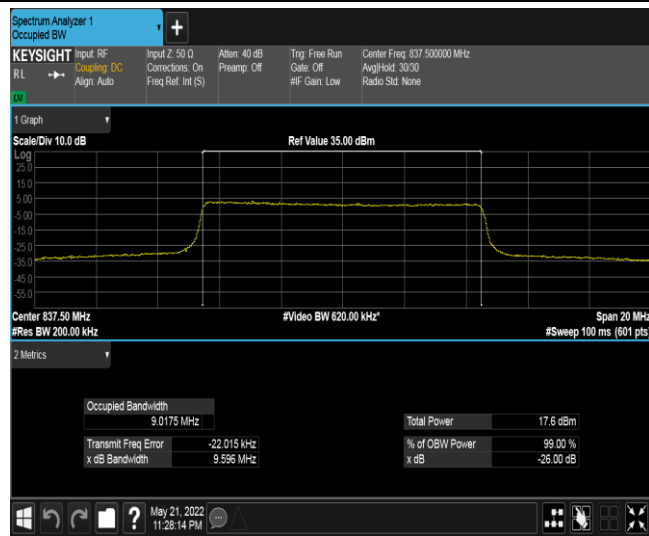 Spectrum Analyzer 1
Occupied BW
+
KEYSIGHT
RL
LNI
Input: RF
Coupling: DC
Align: Auto
Input Z: 50 Ω
Corrections: On
Freq Ref: Int (S)
Atten: 40 dB
Preamp: Off
Trig: Free Run
Gate: Off
#IF Gain: Low
Center Freq: 837.500000 MHz
Avg|Hold: 30/30
Radio Std: None
1 Graph
Scale/Div 10.0 dB
Ref Value 35.00 dBm
Log
25.0
15.0
5.00
-5.00
-15.0
-25.0
-35.0
-45.0
-55.0
Center 837.50 MHz
#Video BW 620.00 kHz*
Span 20 MHz
#Res BW 200.00 kHz
#Sweep 100 ms (601 pts)
2 Metrics
Occupied Bandwidth
9.0175 MHz
Total Power 17.6 dBm
Transmit Freq Error -22.015 kHz
% of OBW Power 99.00 %
x dB Bandwidth 9.596 MHz
x dB -26.00 dB
?
May 21, 2022
11:28:14 PM